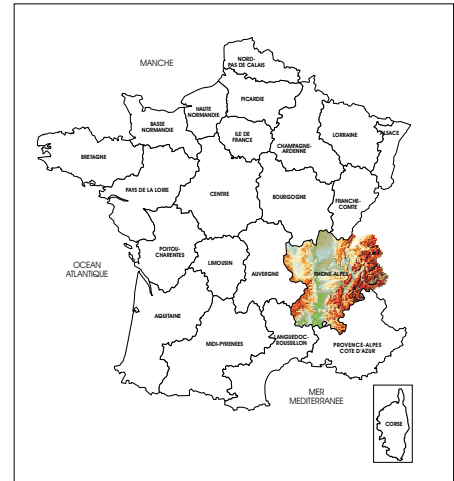 NORD-
PAS DE CALAIS
MANCHE
PICARDIE
HAUTE
NORMANDIE
BASSE
NORMANDIE
ILE DE
FRANCE
LORRAINE
ALSACE
CHAMPAGNE-
ARDENNE
BRETAGNE
PAYS DE LA LOIRE
CENTRE
BOURGOGNE
FRANCHE-
COMTE
POITOU-
CHARENTES
OCEAN
ATLANTIQUE
LIMOUSIN
AUVERGNE
RHONE-ALPES
AQUITAINE
MIDI-PYRENEES
LANGUEDOC-
ROUSSILLON
PROVENCE-ALPES
COTE D'AZUR
MER
MEDITERRANEE
CORSE